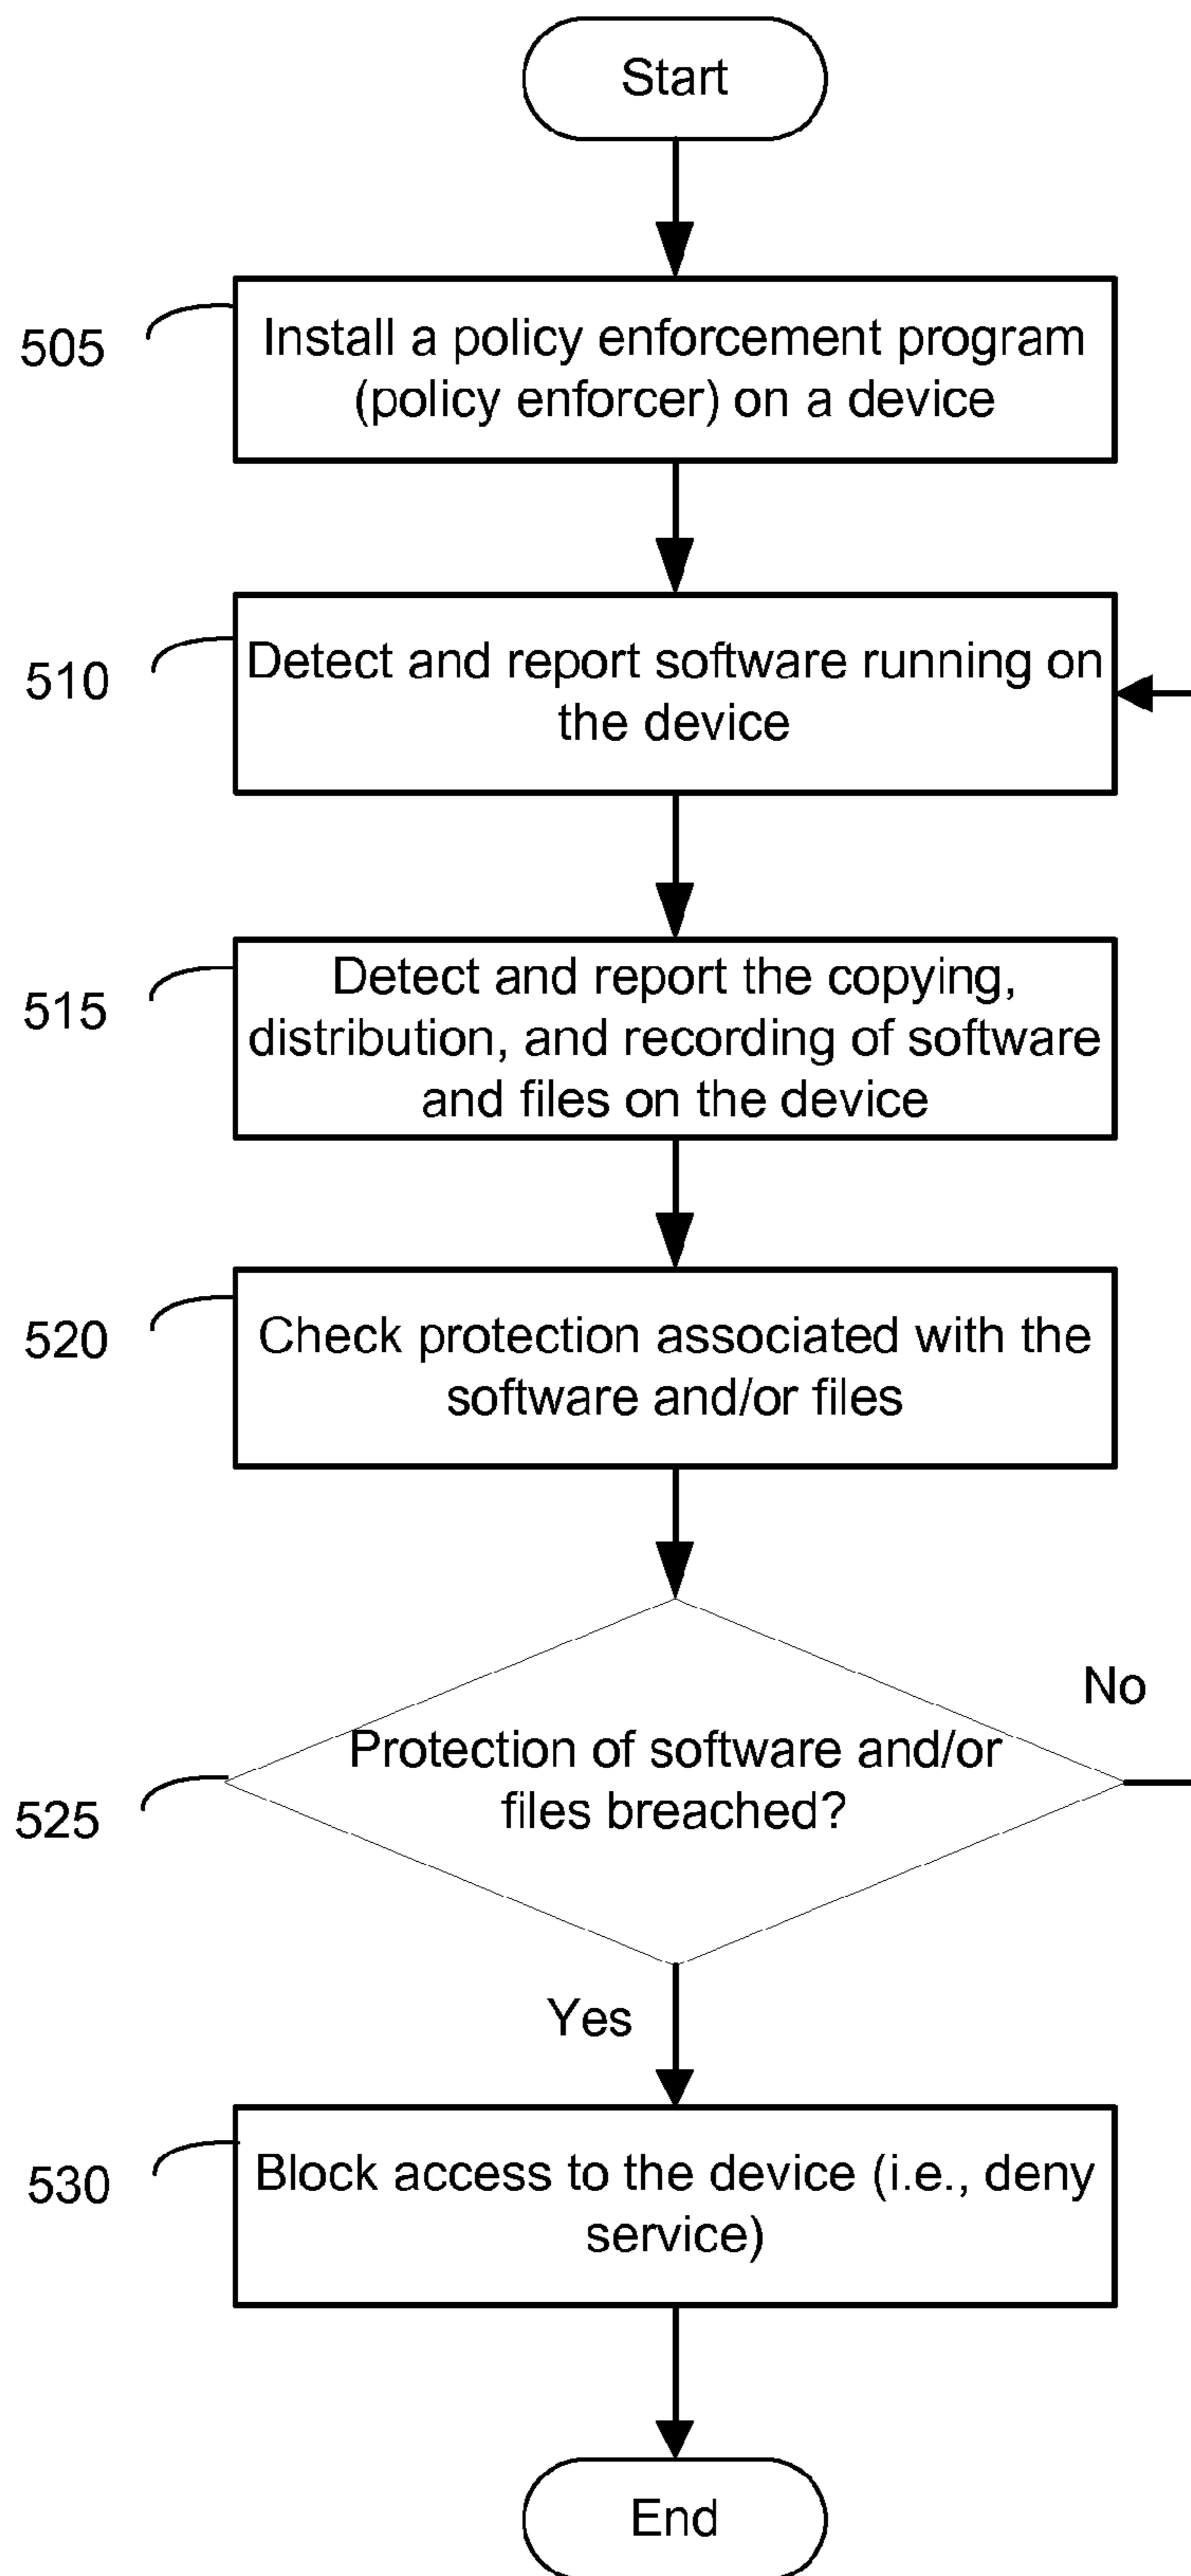 Start
505
Install a policy enforcement program
(policy enforcer) on a device
510
Detect and report software running on
the device
515
Detect and report the copying,
distribution, and recording of software
and files on the device
520
Check protection associated with the
software and/or files
No
525
Protection of software and/or
files breached?
Yes
530
Block access to the device (i.e., deny
service)
End